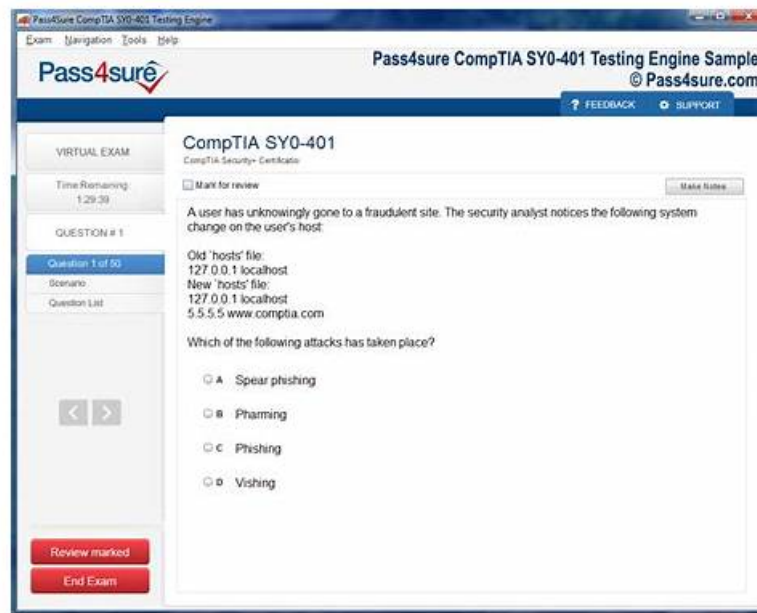 Pass4Sure CompTIA SY0-401 Testing Engine
Exam Navigation Tools Help
Pass4surê
Pass4sure CompTIA SY0-401 Testing Engine Sample
© Pass4sure.com
? FEEDBACK SUPPORT
VIRTUAL EXAM
Time Remaining
1:29:39
QUESTION # 1
Question 1 of 50
Scenario
Question List
Review marked
End Exam
CompTIA SY0-401
CompTIA Security+ Certificatio
Mark for review
Make Notes
A user has unknowingly gone to a fraudulent site. The security analyst notices the following system
change on the user's host:
Old `hosts' file:
127.0.0.1 localhost
New `hosts' file:
127.0.0.1 localhost
5.5.5.5 www.comptia.com
Which of the following attacks has taken place?
A Spear phishing
B Pharming
C Phishing
D Vishing